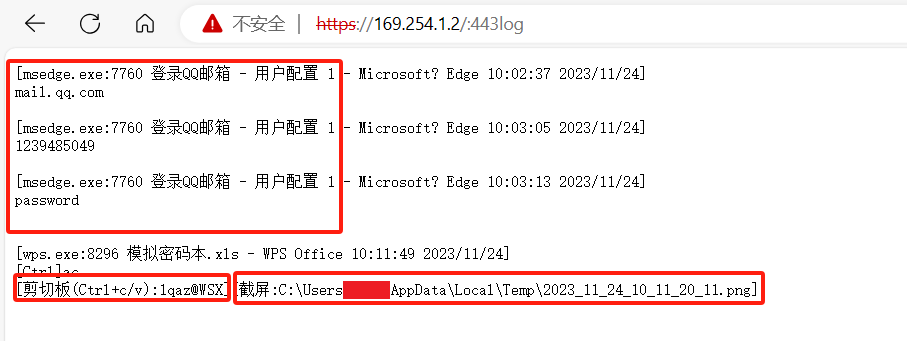 不安全 | https://169.254.1.2/:443log
[msedge.exe:7760 登录QQ邮箱 - 用户配置 1 - Microsoft? Edge 10:02:37 2023/11/24]
mail.qq.com
[msedge.exe:7760 登录QQ邮箱 - 用户配置 1 - Microsoft? Edge 10:03:05 2023/11/24]
1239485049
[msedge.exe:7760 登录QQ邮箱 - 用户配置 1 - Microsoft? Edge 10:03:13 2023/11/24]
password
[wps.exe:8296 模拟密码本.xls - WPS Office 10:11:49 2023/11/24]
[Ctrl]ac
[剪切板(Ctrl+c/v):1qaz@WSX] [截屏:C:\Users AppData\Local\Temp\2023_11_24_10_11_20_11.png]